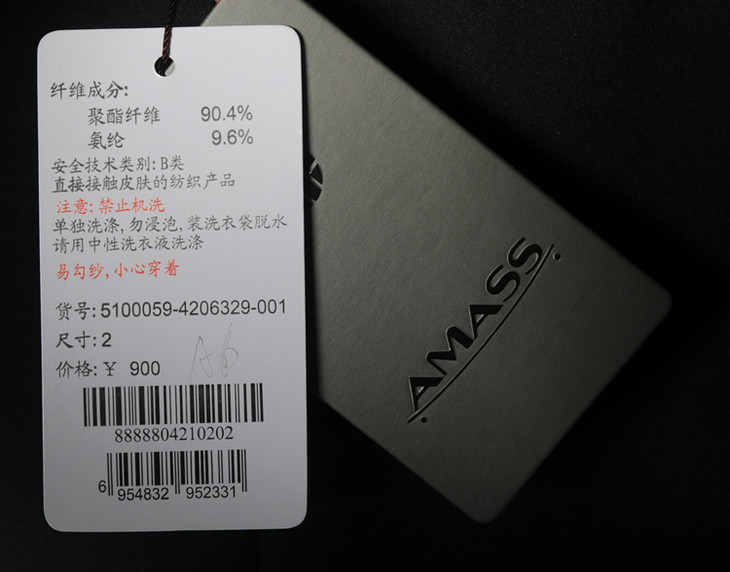 纤维成分:
聚酯纤维 90.4%
氨纶 9.6%
安全技术类别: B类
直接接触皮肤的纺织产品
注意: 禁止机洗
单独洗涤, 勿浸泡, 装洗衣袋脱水
请用中性洗衣液洗涤
易勾纱, 小心穿着
货号: 5100059-4206329-001
尺寸: 2
价格: ¥ 900
8888804210202
6 954832 952331
AMASS